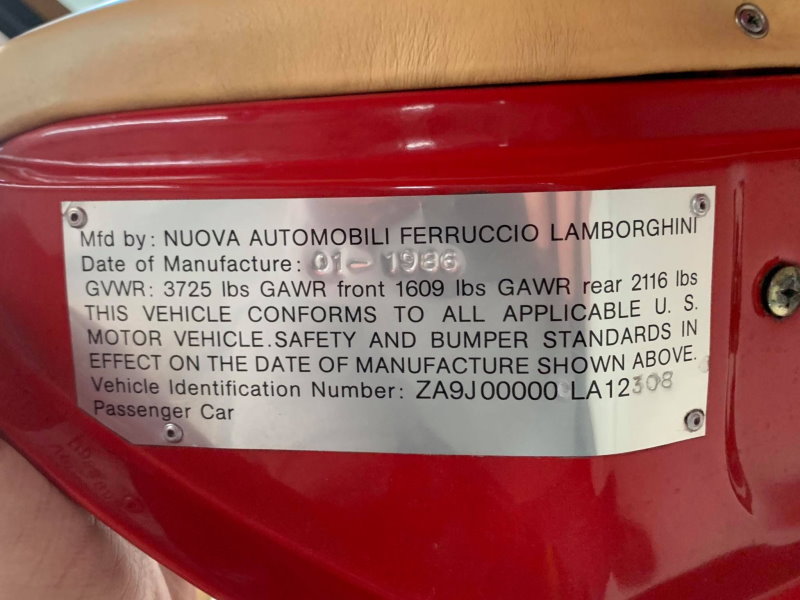 Mfd by: NUOVA AUTOMOBILI FERRUCCIO LAMBORGHINI
Date of Manufacture: 01-1986
GVWR: 3725 lbs GAWR front 1609 lbs GAWR rear 2116 lbs
THIS VEHICLE CONFORMS TO ALL APPLICABLE U. S.
MOTOR VEHICLE.SAFETY AND BUMPER STANDARDS IN
EFFECT ON THE DATE OF MANUFACTURE SHOWN ABOVE.
Vehicle Identification Number: ZA9J00000 LA12308
Passenger Car